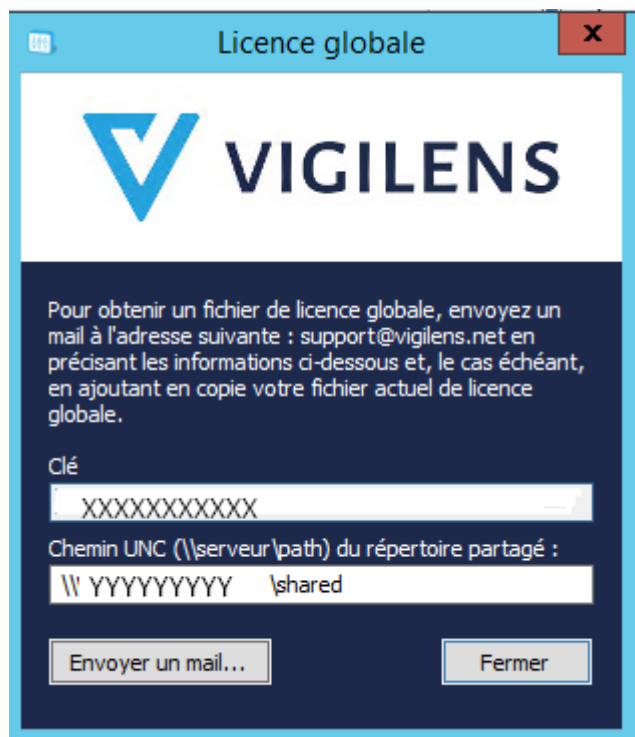 Licence globale
VIGILENS
Pour obtenir un fichier de licence globale, envoyez un
mail à l'adresse suivante : support@vigilens.net en
précisant les informations ci-dessous et, le cas échéant,
en ajoutant en copie votre fichier actuel de licence
globale.
Clé
XXXXXXXXXXX
Chemin UNC (\\serveur\path) du répertoire partagé :
\\ YYYYYYYYY \shared
Envoyer un mail... Fermer